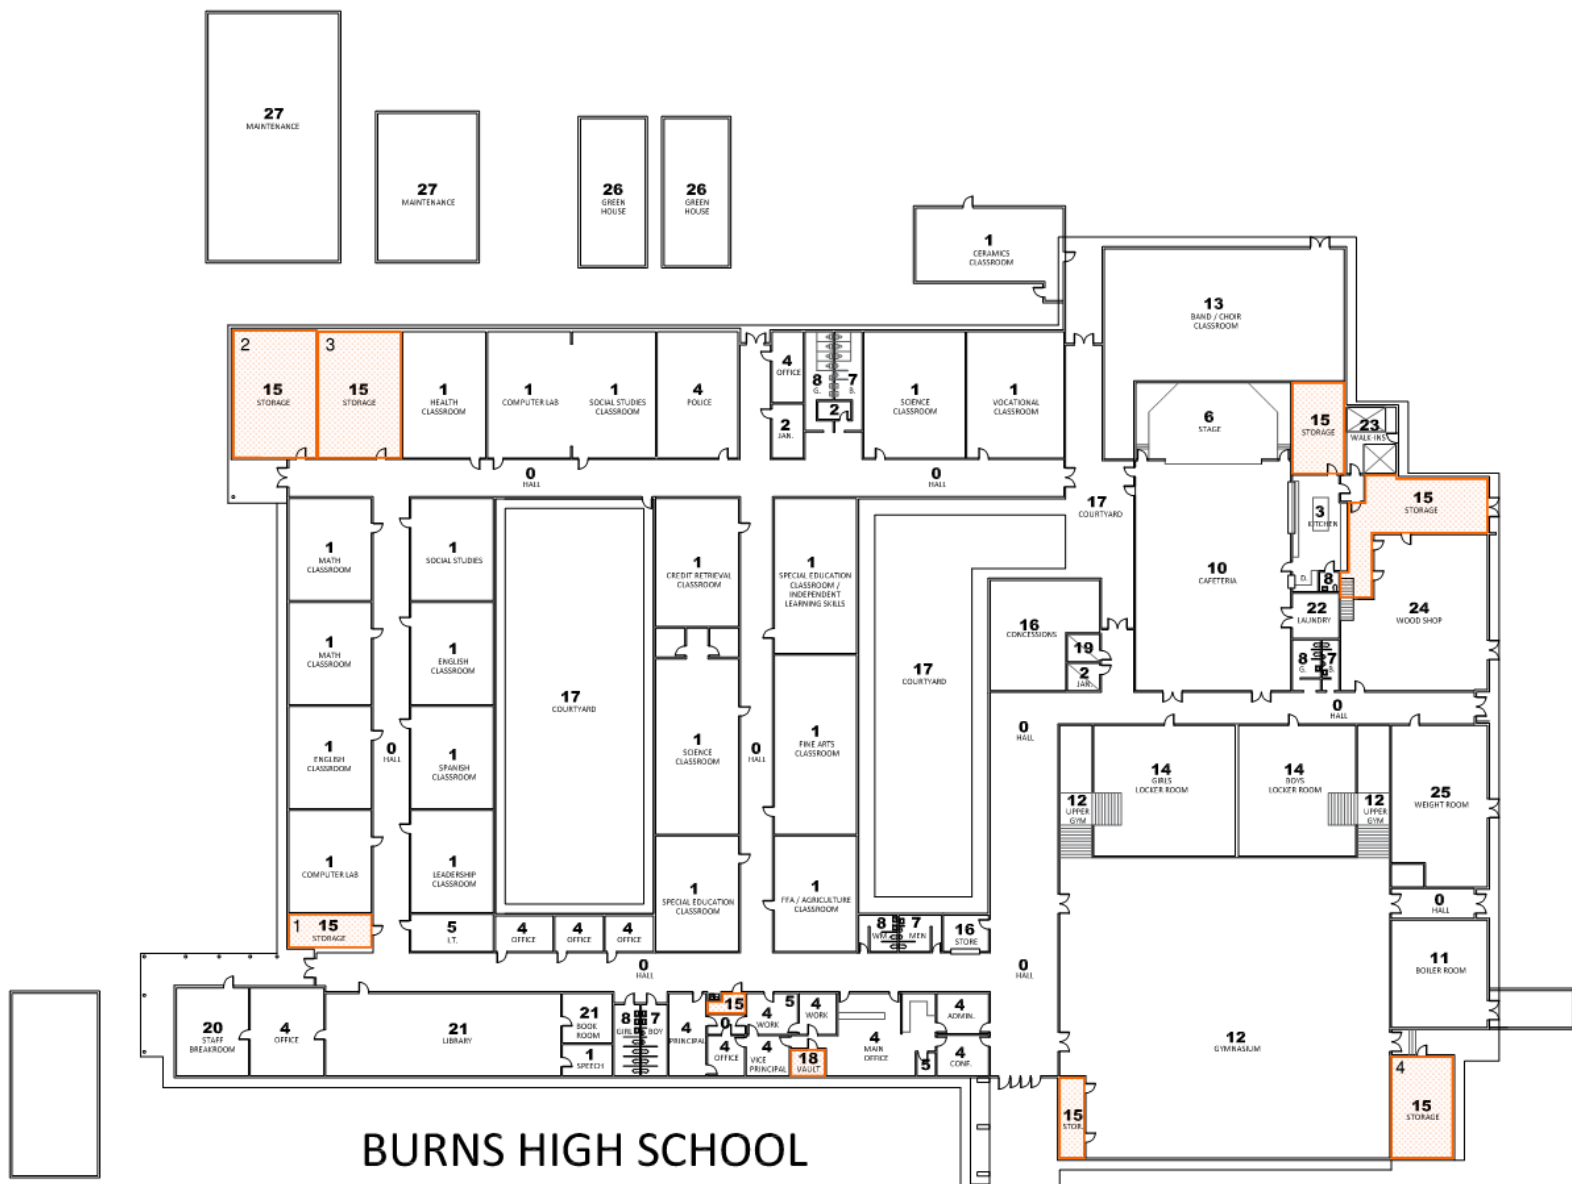 27
MAINTENANCE
27
MAINTENANCE
26
GREEN
HOUSE
26
GREEN
HOUSE
1
CERAMICS
CLASSROOM
13
BAND / CHOIR
CLASSROOM
2
15
STORAGE
3
15
STORAGE
1
HEALTH
CLASSROOM
1
COMPUTER LAB
1
SOCIAL STUDIES
CLASSROOM
4
POLICE
4
OFFICE
2
JAN.
8
G.
7
B.
2
1
SCIENCE
CLASSROOM
1
VOCATIONAL
CLASSROOM
6
STAGE
15
STORAGE
23
WALK-INS
0
HALL
0
HALL
17
COURTYARD
15
STORAGE
3
KITCHEN
1
MATH
CLASSROOM
1
SOCIAL STUDIES
1
CREDIT RETRIEVAL
CLASSROOM
1
SPECIAL EDUCATION
CLASSROOM /
INDEPENDENT
LEARNING SKILLS
10
CAFETERIA
D.
8
22
LAUNDRY
24
WOOD SHOP
1
MATH
CLASSROOM
1
ENGLISH
CLASSROOM
16
CONCESSIONS
19
2
JAN.
8
G.
7
B.
17
COURTYARD
17
COURTYARD
0
HALL
0
HALL
1
ENGLISH
CLASSROOM
0
HALL
1
SPANISH
CLASSROOM
1
SCIENCE
CLASSROOM
0
HALL
1
FINE ARTS
CLASSROOM
14
GIRLS
LOCKER ROOM
14
BOYS
LOCKER ROOM
12
UPPER
GYM
12
UPPER
GYM
25
WEIGHT ROOM
1
COMPUTER LAB
1
LEADERSHIP
CLASSROOM
1
SPECIAL EDUCATION
CLASSROOM
1
FFA / AGRICULTURE
CLASSROOM
0
HALL
1
15
STORAGE
5
I.T.
4
OFFICE
4
OFFICE
4
OFFICE
8
WM.
7
MEN
16
STORE
11
BOILER ROOM
0
HALL
0
HALL
20
STAFF
BREAKROOM
4
OFFICE
21
LIBRARY
21
BOOK
ROOM
1
SPEECH
8
GIRL
7
BOY
4
PRINCIPAL
15
0
4
OFFICE
4
WORK
5
4
WORK
4
VICE
PRINCIPAL
18
VAULT
4
MAIN
OFFICE
5
4
ADMIN.
4
CONF.
12
GYMNASIUM
15
STOR.
4
15
STORAGE
BURNS HIGH SCHOOL